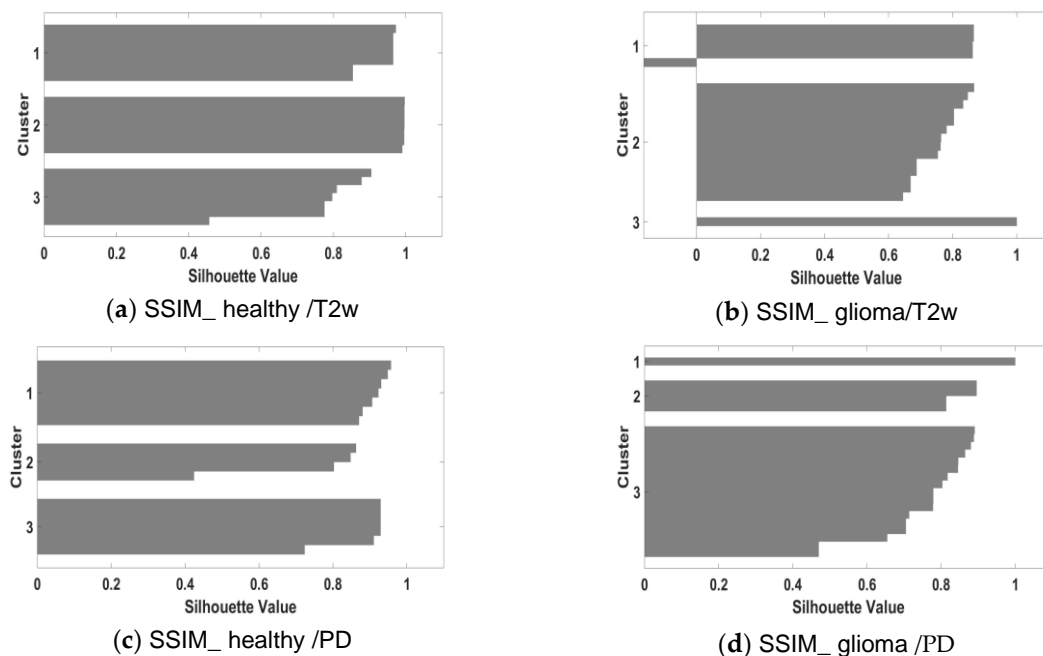 Cluster
1
2
3
0 0.2 0.4 0.6 0.8 1
Silhouette Value
(a) SSIM_ healthy /T2w
Cluster
1
2
3
0 0.2 0.4 0.6 0.8 1
Silhouette Value
(b) SSIM_ glioma/T2w
Cluster
1
2
3
0 0.2 0.4 0.6 0.8 1
Silhouette Value
(c) SSIM_ healthy /PD
Cluster
1
2
3
0 0.2 0.4 0.6 0.8 1
Silhouette Value
(d) SSIM_ glioma /PD